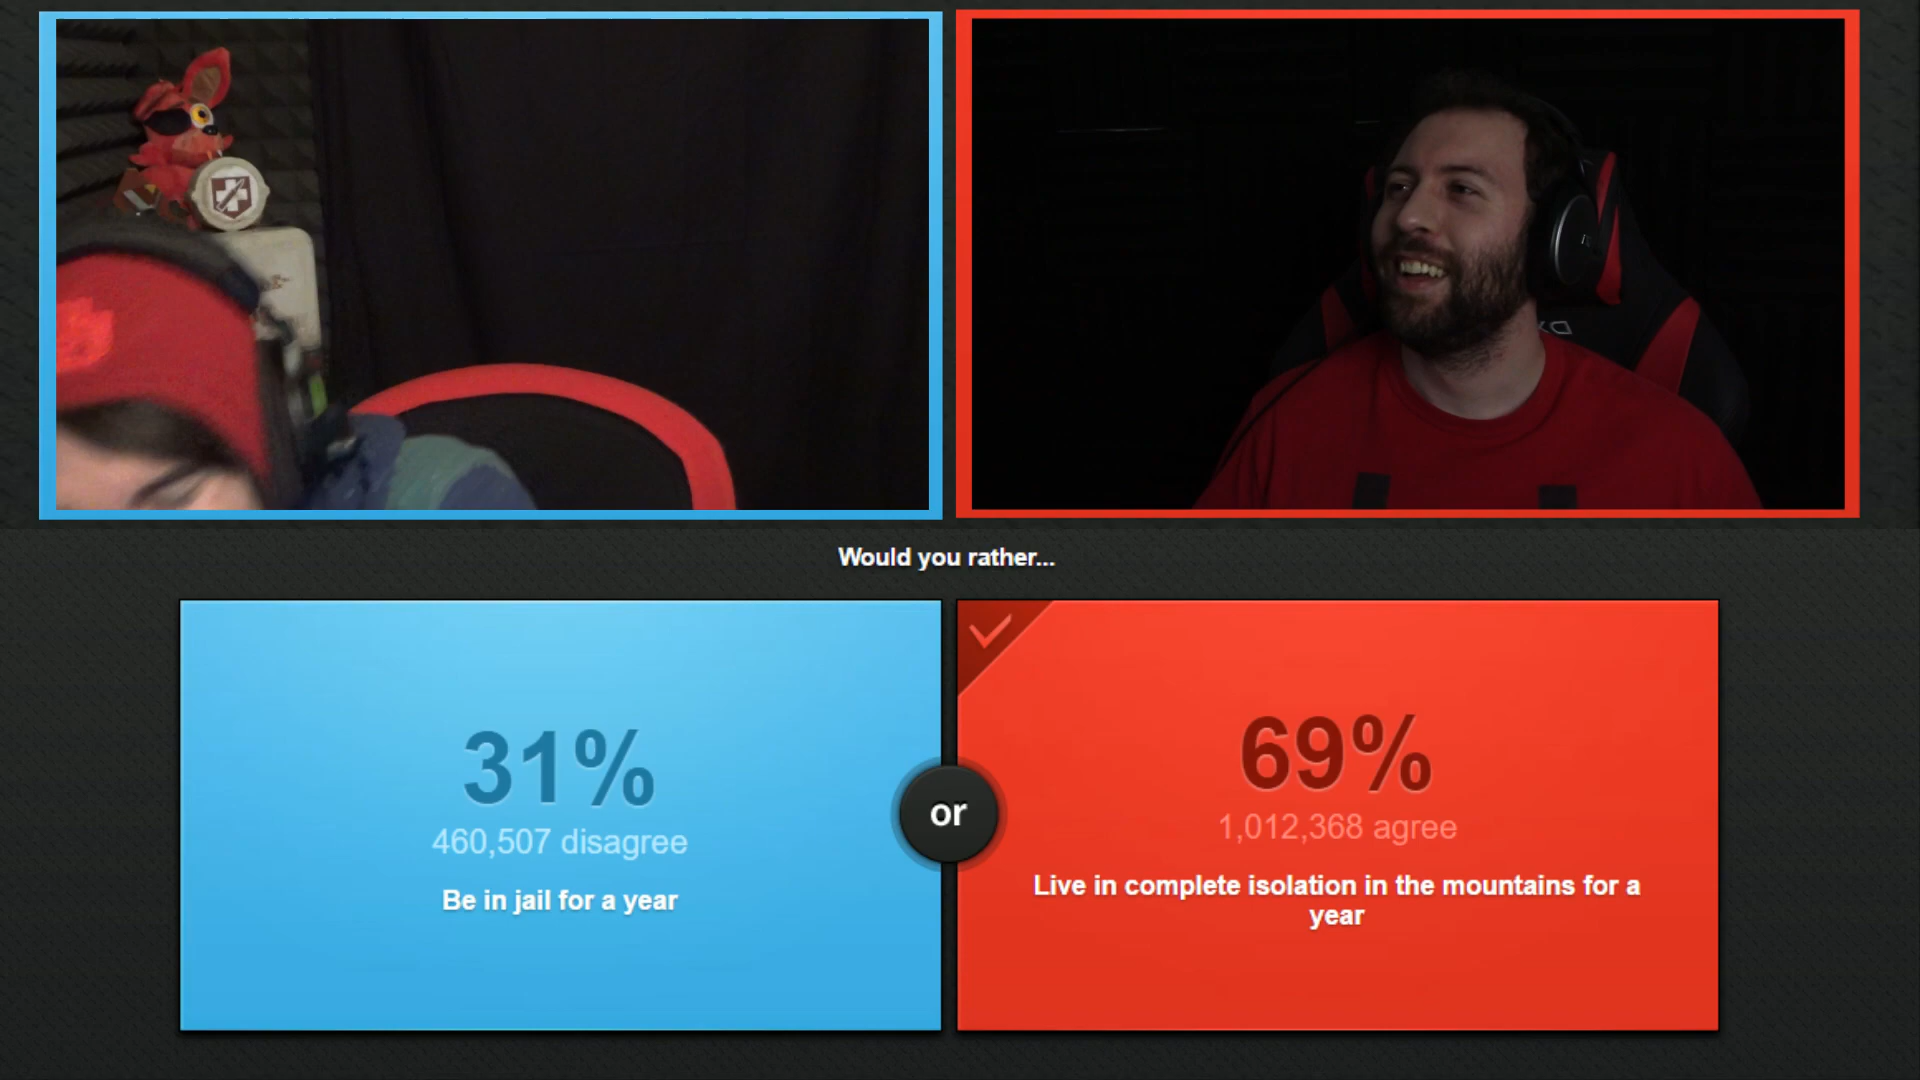 Would you rather...
31%
460,507 disagree
Be in jail for a year
or
69%
1,012,368 agree
Live in complete isolation in the mountains for a
year